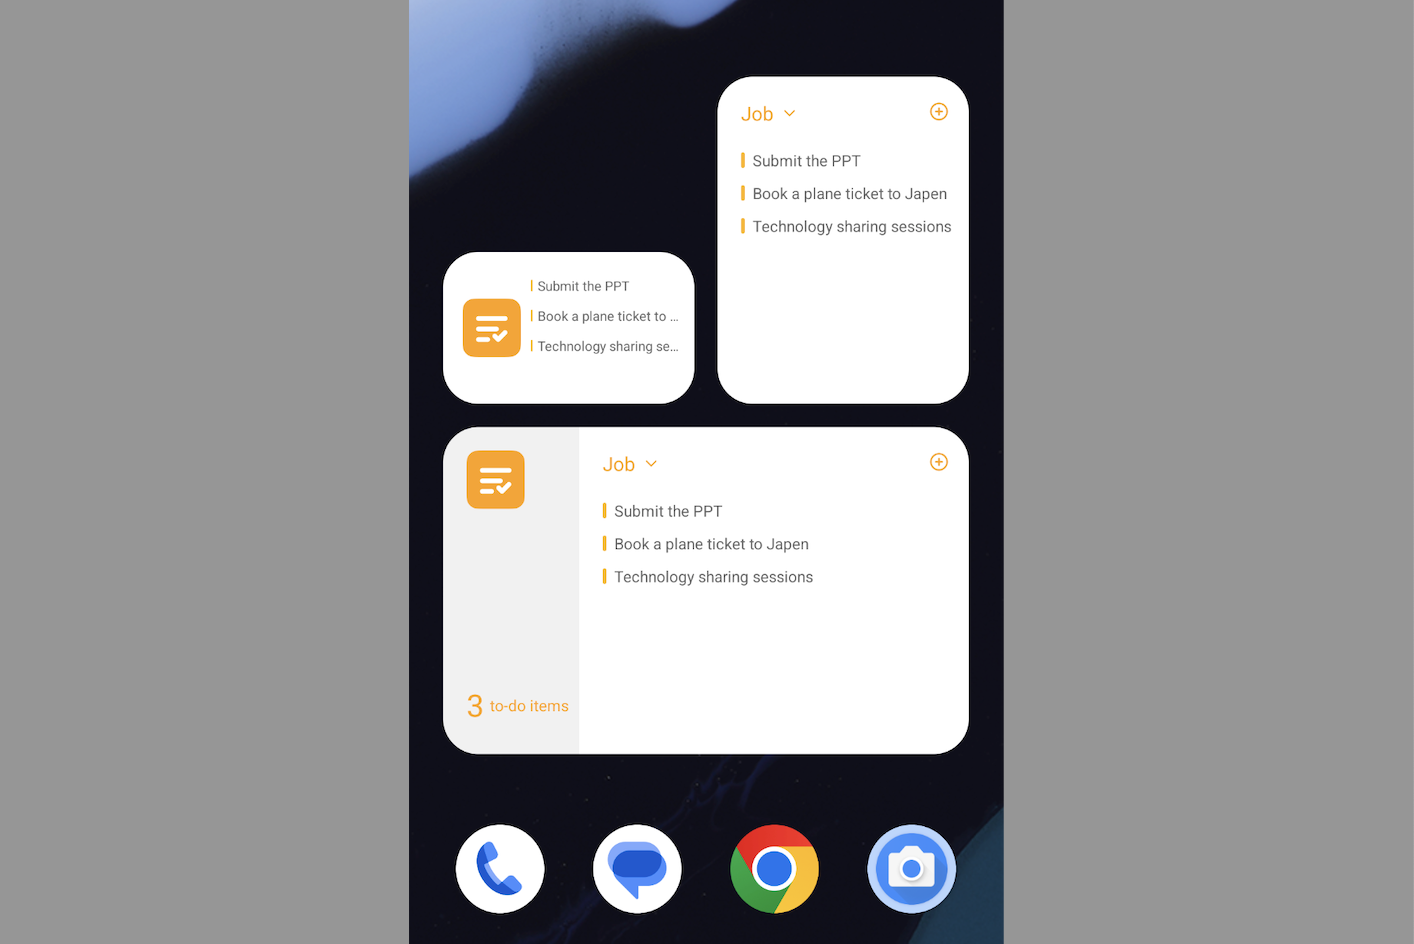 Job
Submit the PPT
Book a plane ticket to Japen
Technology sharing sessions
Submit the PPT
Book a plane ticket to ...
Technology sharing se...
Job
Submit the PPT
Book a plane ticket to Japen
Technology sharing sessions
3 to-do items